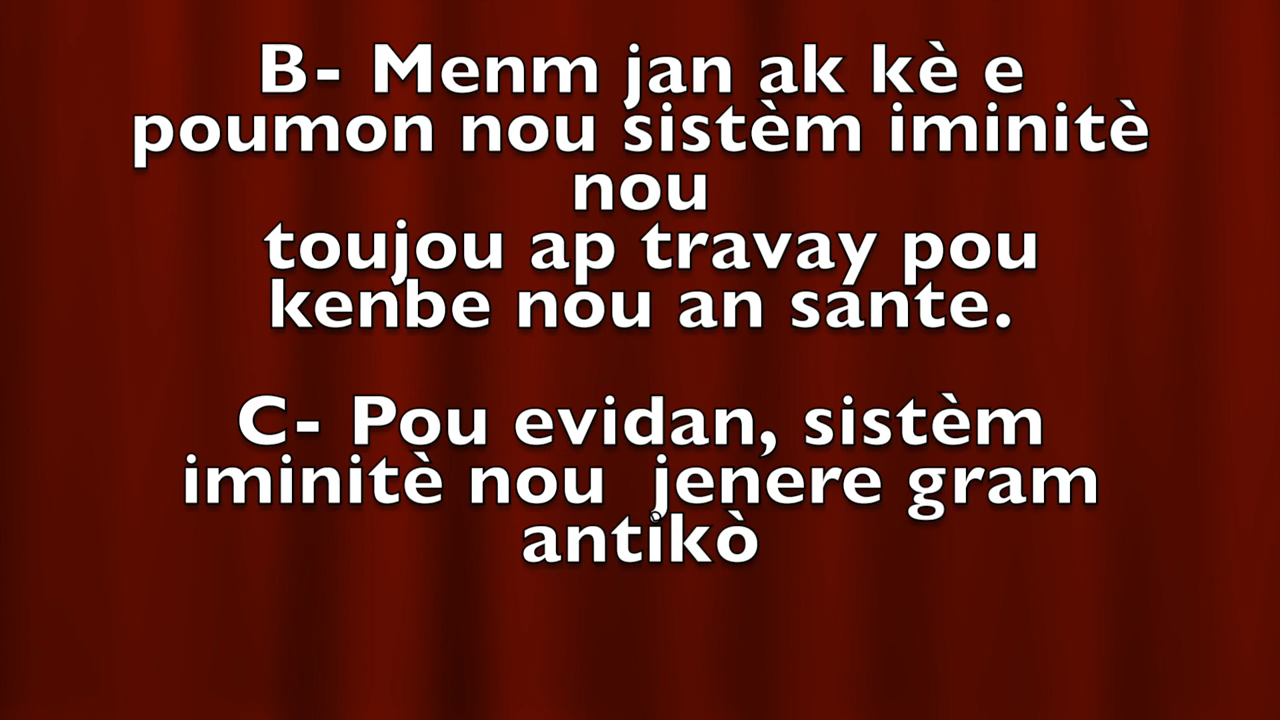 B- Menm jan ak kè e
poumon nou sistèm iminitè
nou
toujou ap travay pou
kenbe nou an sante.
C- Pou evidan, sistèm
iminitè nou  jenere gram
antikò